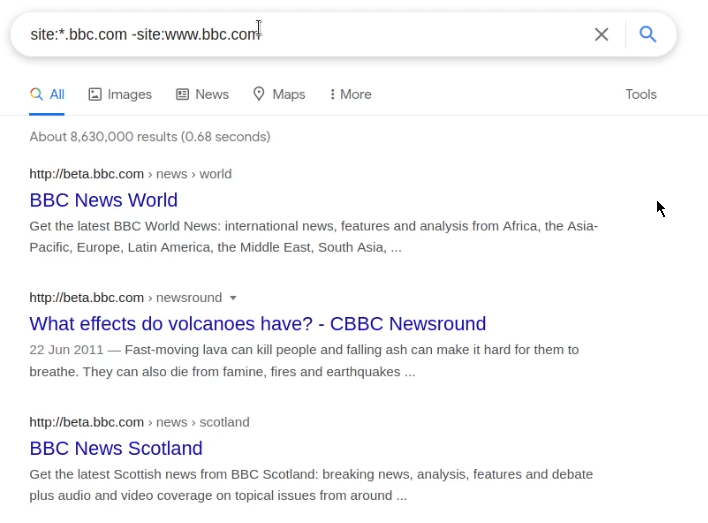 site:*.bbc.com -site:www.bbc.com
All Images News Maps More Tools
About 8,630,000 results (0.68 seconds)
http://beta.bbc.com › news › world
BBC News World
Get the latest BBC World News: international news, features and analysis from Africa, the Asia-
Pacific, Europe, Latin America, the Middle East, South Asia, ...
http://beta.bbc.com › newsround
What effects do volcanoes have? - CBBC Newsround
22 Jun 2011 — Fast-moving lava can kill people and falling ash can make it hard for them to
breathe. They can also die from famine, fires and earthquakes ...
http://beta.bbc.com › news › scotland
BBC News Scotland
Get the latest Scottish news from BBC Scotland: breaking news, analysis, features and debate
plus audio and video coverage on topical issues from around ...